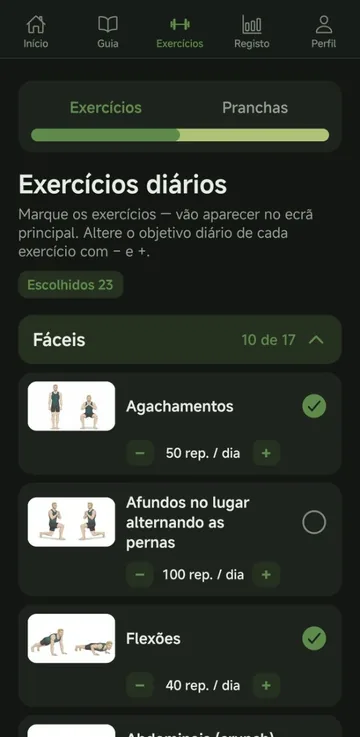 Início
Guia
Exercícios
Registo
Perfil
Exercícios
Pranchas
Exercícios diários
Marque os exercícios — vão aparecer no ecrã
principal. Altere o objetivo diário de cada
exercício com − e +.
Escolhidos 23
Fáceis
10 de 17
Agachamentos
− 50 rep. / dia +
Afundos no lugar
alternando as
pernas
− 100 rep. / dia +
Flexões
− 40 rep. / dia +
Abdominais (crunch)